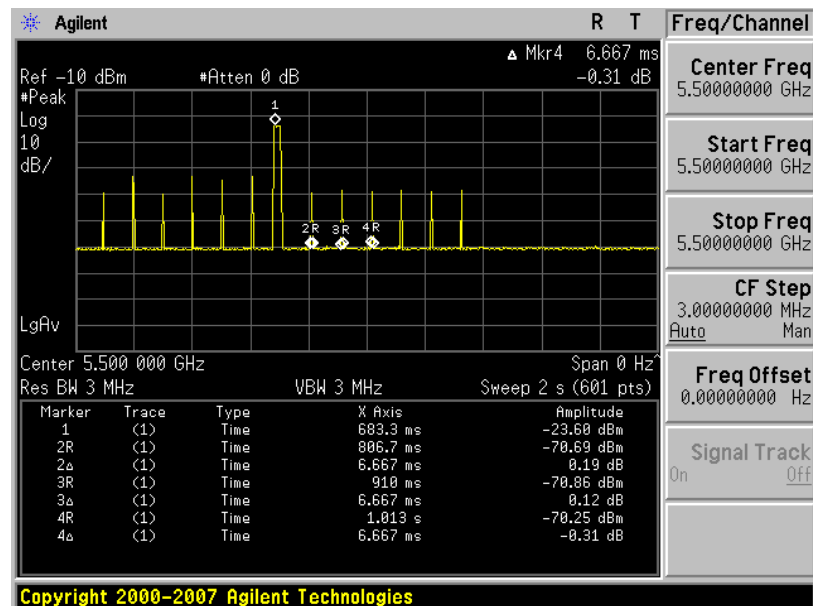 Agilent R T
Freq/Channel
▵ Mkr4 6.667 ms
Ref -10 dBm #Atten 0 dB -0.31 dB
#Peak
Log
10
dB/
1
2R 3R 4R
LgAv
Center 5.500 000 GHz Span 0 Hz^
Res BW 3 MHz VBW 3 MHz Sweep 2 s (601 pts)
Marker Trace Type X Axis Amplitude
1 (1) Time 683.3 ms -23.60 dBm
2R (1) Time 806.7 ms -70.69 dBm
2▵ (1) Time 6.667 ms 0.19 dB
3R (1) Time 910 ms -70.86 dBm
3▵ (1) Time 6.667 ms 0.12 dB
4R (1) Time 1.013 s -70.25 dBm
4▵ (1) Time 6.667 ms -0.31 dB
Center Freq
5.50000000 GHz
Start Freq
5.50000000 GHz
Stop Freq
5.50000000 GHz
CF Step
3.00000000 MHz
Auto Man
Freq Offset
0.00000000 Hz
Signal Track
On Off
Copyright 2000-2007 Agilent Technologies